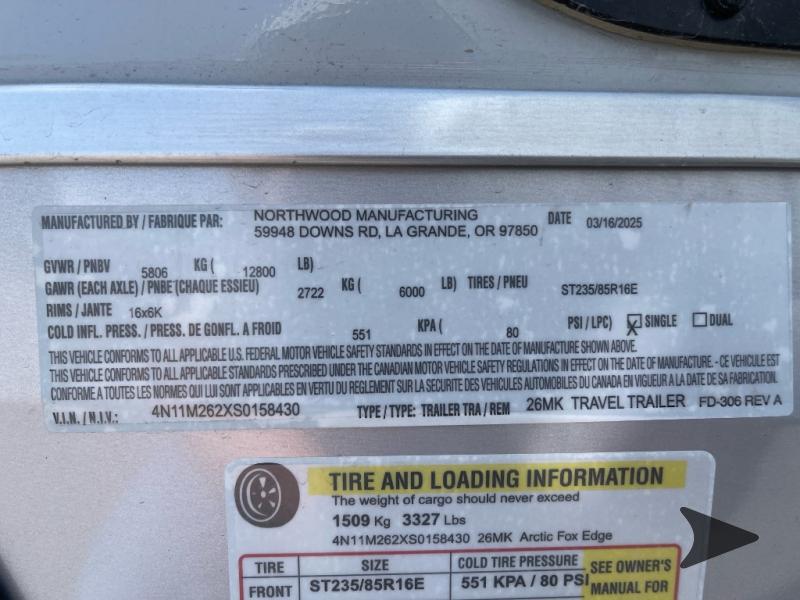 MANUFACTURED BY / FABRIQUE PAR: NORTHWOOD MANUFACTURING DATE 03/16/2025
59948 DOWNS RD, LA GRANDE, OR 97850
GVWR / PNBV 5806 KG ( 12800 LB)
GAWR (EACH AXLE) / PNBE (CHAQUE ESSIEU) 2722 KG ( 6000 LB) TIRES / PNEU ST235/85R16E
RIMS / JANTE 16x6K
COLD INFL. PRESS. / PRESS. DE GONFL. A FROID 551 KPA ( 80 PSI / LPC) X SINGLE DUAL
THIS VEHICLE CONFORMS TO ALL APPLICABLE U.S. FEDERAL MOTOR VEHICLE SAFETY STANDARDS IN EFFECT ON THE DATE OF MANUFACTURE SHOWN ABOVE.
THIS VEHICLE CONFORMS TO ALL APPLICABLE STANDARDS PRESCRIBED UNDER THE CANADIAN MOTOR VEHICLE SAFETY REGULATIONS IN EFFECT ON THE DATE OF MANUFACTURE. - CE VEHICULE EST
CONFORME A TOUTES LES NORMES QUI LUI SONT APPLICABLES EN VERTU DU REGLEMENT SUR LA SECURITE DES VEHICULES AUTOMOBILES DU CANADA EN VIGUEUR A LA DATE DE SA FABRICATION.
V.I.N. / N.I.V.: 4N11M262XS0158430 TYPE / TYPE: TRAILER TRA / REM 26MK TRAVEL TRAILER FD-306 REV A
TIRE AND LOADING INFORMATION
The weight of cargo should never exceed
1509 Kg 3327 Lbs
4N11M262XS0158430 26MK Arctic Fox Edge
TIRE SIZE COLD TIRE PRESSURE SEE OWNER'S
FRONT ST235/85R16E 551 KPA / 80 PSI MANUAL FOR